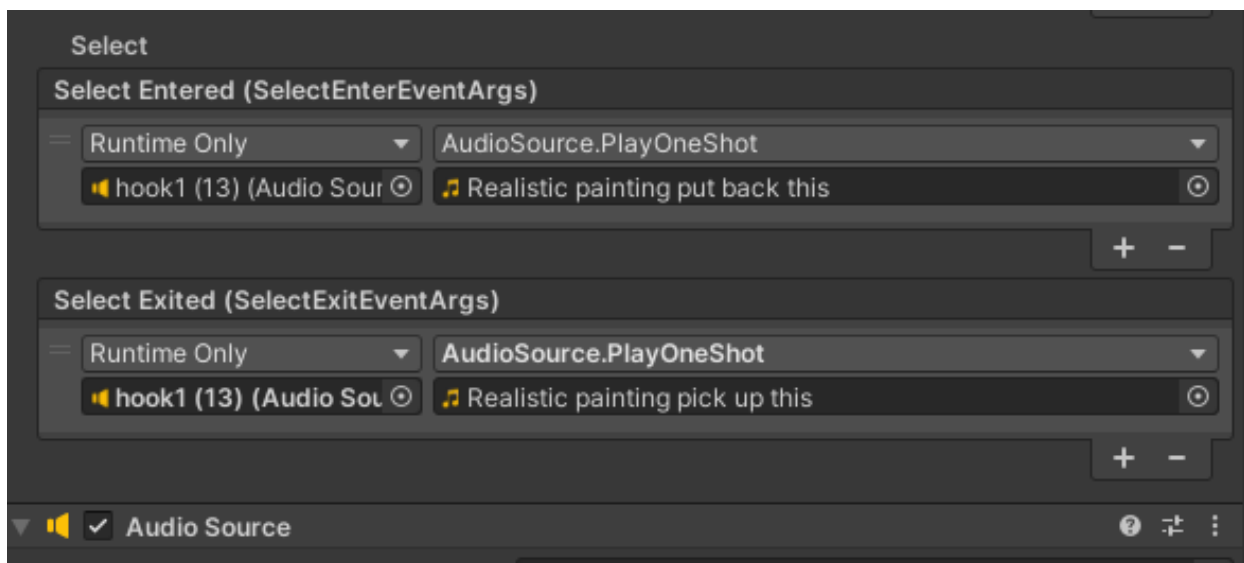 Select
Select Entered (SelectEnterEventArgs)
Runtime Only AudioSource.PlayOneShot
hook1 (13) (Audio Sour Realistic painting put back this
+ -
Select Exited (SelectExitEventArgs)
Runtime Only AudioSource.PlayOneShot
hook1 (13) (Audio Sou Realistic painting pick up this
+ -
Audio Source